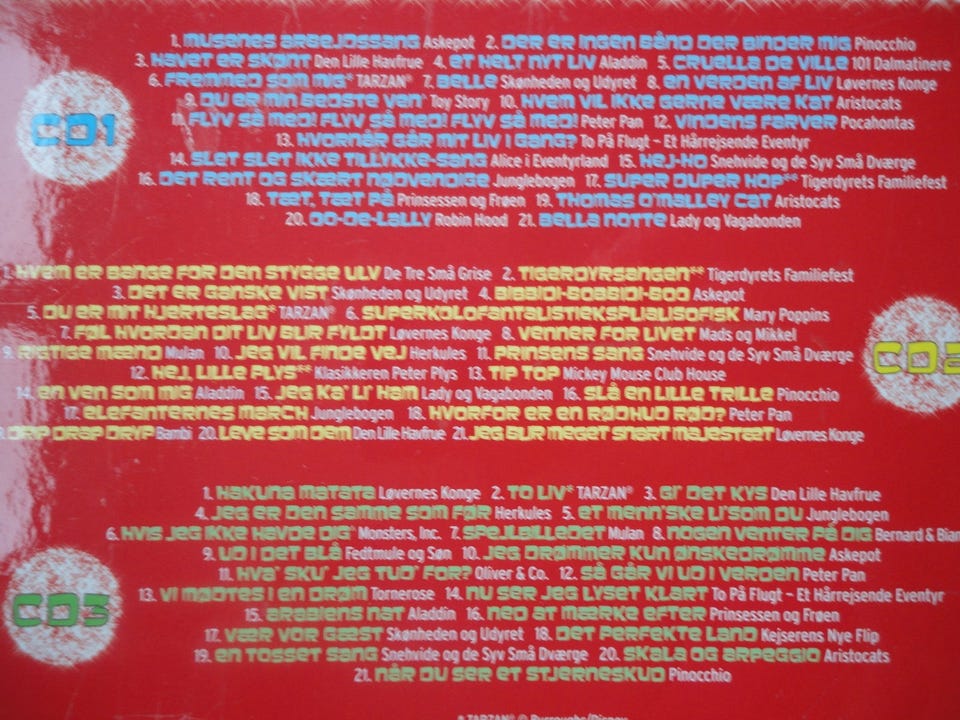 1. MUSENES ARBEJDSSANG Askepot 2. DER ER INGEN BÅND DER BINDER MIG Pinocchio
3. HAVET ER SKØNT Den Lille Havfrue 4. ET HELT NYT LIV Aladdin 5. CRUELLA DE VILLE 101 Dalmatinere
6. FREMMED SOM MIG* TARZAN® 7. BELLE Skønheden og Udyret 8. EN VERDEN AF LIV Løvernes Konge
9. DU ER MIN BEDSTE VEN* Toy Story 10. HVEM VIL IKKE GERNE VÆRE KAT Aristocats
11. FLYV SÅ MED! FLYV SÅ MED! FLYV SÅ MED! Peter Pan 12. VINDENS FARVER Pocahontas
CD1
13. HVORNÅR GÅR MIT LIV I GANG? To På Flugt – Et Hårrejsende Eventyr
14. SLET SLET IKKE TILLYKKE-SANG Alice i Eventyrland 15. HEJ-HO Snehvide og de Syv Små Dværge
16. DET RENT OG SKÆRT NØDVENDIGE Junglebogen 17. SUPER DUPER HOP** Tigerdyrets Familiefest
18. TÆT, TÆT PÅ Prinsessen og Frøen 19. THOMAS O'MALLEY CAT Aristocats
20. OO-DE-LALLY Robin Hood 21. BELLA NOTTE Lady og Vagabonden
1. HVEM ER BANGE FOR DEN STYGGE ULV De Tre Små Grise 2. TIGERDYRSANGEN** Tigerdyrets Familiefest
3. DET ER GANSKE VIST Skønheden og Udyret 4. BIBBIDI-BOBBIDI-BOO Askepot
5. DU ER MIT HJERTESLAG* TARZAN® 6. SUPERKOLOFANTALISTIEKSPIALISOFISK Mary Poppins
7. FØL HVORDAN DIT LIV BLIR FYLDT Løvernes Konge 8. VENNER FOR LIVET Mads og Mikkel
9. RIGTIGE MÆND Mulan 10. JEG VIL FINDE VEJ Herkules 11. PRINSENS SANG Snehvide og de Syv Små Dværge
CD2
12. HEJ, LILLE PLYS** Klassikeren Peter Plys 13. TIP TOP Mickey Mouse Club House
14. EN VEN SOM MIG Aladdin 15. JEG KA' LI' HAM Lady og Vagabonden 16. SLÅ EN LILLE TRILLE Pinocchio
17. ELEFANTERNES MARCH Junglebogen 18. HVORFOR ER EN RØDHUD RØD? Peter Pan
DRIP DRAP DRYP Bambi 20. LEVE SOM DEM Den Lille Havfrue 21. JEG BLIR MEGET SNART MAJESTÆT Løvernes Konge
1. HAKUNA MATATA Løvernes Konge 2. TO LIV* TARZAN® 3. GI' DET KYS Den Lille Havfrue
4. JEG ER DEN SAMME SOM FØR Herkules 5. ET MENN'SKE LI'SOM DU Junglebogen
6. HVIS JEG IKKE HAVDE DIG* Monsters, Inc. 7. SPEJLBILLEDET Mulan 8. NOGEN VENTER PÅ DIG Bernard & Bian
9. UD I DET BLÅ Fedtmule og Søn 10. JEG DRØMMER KUN ØNSKEDRØMME Askepot
11. HVA' SKU' JEG TUD' FOR? Oliver & Co. 12. SÅ GÅR VI UD I VERDEN Peter Pan
CD3
13. VI MØDTES I EN DRØM Tornerose 14. NU SER JEG LYSET KLART To På Flugt – Et Hårrejsende Eventyr
15. ARABIENS NAT Aladdin 16. NED AT MÆRKE EFTER Prinsessen og Frøen
17. VÆR VOR GÆST Skønheden og Udyret 18. DET PERFEKTE LAND Kejserens Nye Flip
19. EN TOSSET SANG Snehvide og de Syv Små Dværge 20. SKALA OG ARPEGGIO Aristocats
21. NÅR DU SER ET STJERNESKUD Pinocchio
* TARZAN® © Burroughs/Disney